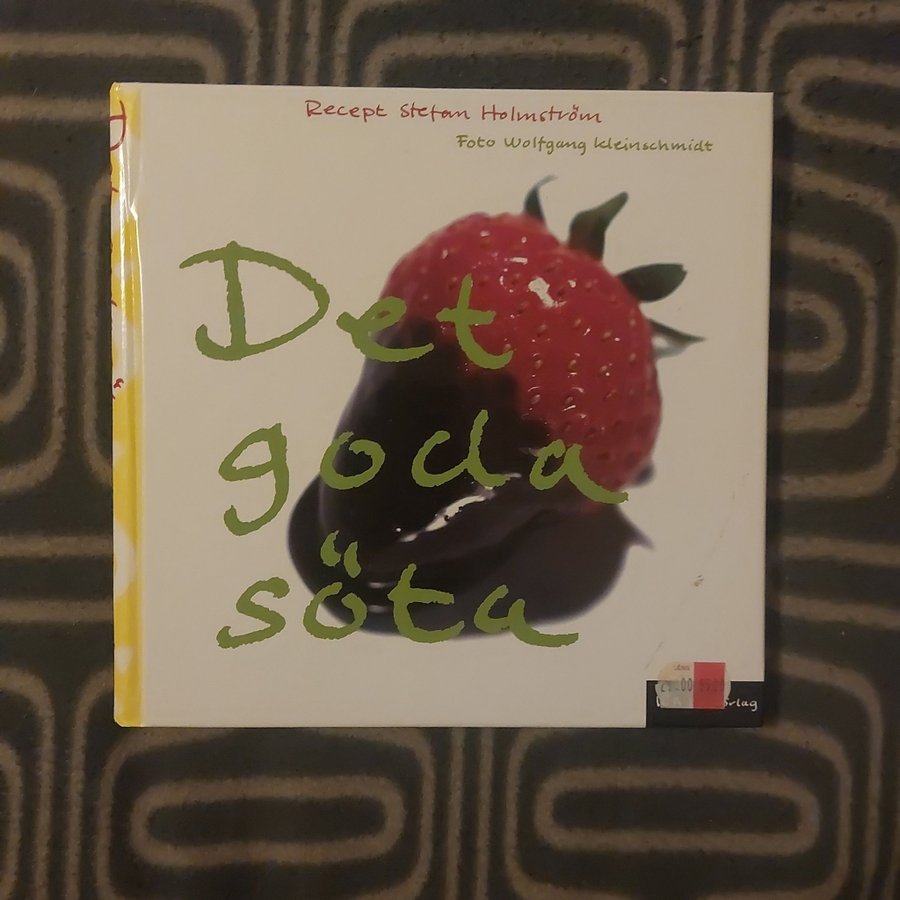 Recept Stefan Holmström
Foto Wolfgang Kleinschmidt
Det
goda
söta